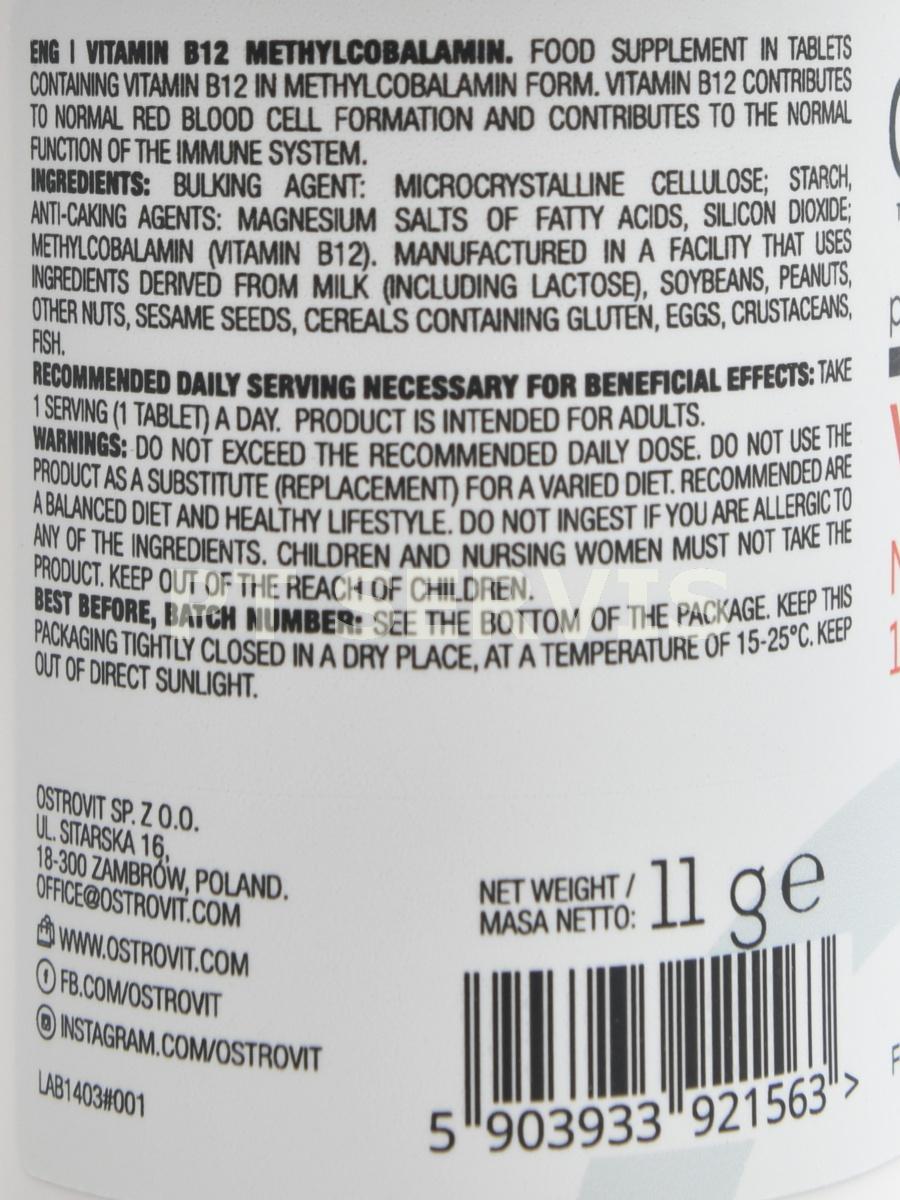 ENG | VITAMIN B12 METHYLCOBALAMIN. FOOD SUPPLEMENT IN TABLETS
CONTAINING VITAMIN B12 IN METHYLCOBALAMIN FORM. VITAMIN B12 CONTRIBUTES
TO NORMAL RED BLOOD CELL FORMATION AND CONTRIBUTES TO THE NORMAL
FUNCTION OF THE IMMUNE SYSTEM.
INGREDIENTS: BULKING AGENT: MICROCRYSTALLINE CELLULOSE; STARCH,
ANTI-CAKING AGENTS: MAGNESIUM SALTS OF FATTY ACIDS, SILICON DIOXIDE;
METHYLCOBALAMIN (VITAMIN B12). MANUFACTURED IN A FACILITY THAT USES
INGREDIENTS DERIVED FROM MILK (INCLUDING LACTOSE), SOYBEANS, PEANUTS,
OTHER NUTS, SESAME SEEDS, CEREALS CONTAINING GLUTEN, EGGS, CRUSTACEANS,
FISH.
RECOMMENDED DAILY SERVING NECESSARY FOR BENEFICIAL EFFECTS: TAKE
1 SERVING (1 TABLET) A DAY. PRODUCT IS INTENDED FOR ADULTS.
WARNINGS: DO NOT EXCEED THE RECOMMENDED DAILY DOSE. DO NOT USE THE
PRODUCT AS A SUBSTITUTE (REPLACEMENT) FOR A VARIED DIET. RECOMMENDED ARE
A BALANCED DIET AND HEALTHY LIFESTYLE. DO NOT INGEST IF YOU ARE ALLERGIC TO
ANY OF THE INGREDIENTS. CHILDREN AND NURSING WOMEN MUST NOT TAKE THE
PRODUCT. KEEP OUT OF THE REACH OF CHILDREN.
BEST BEFORE, BATCH NUMBER: SEE THE BOTTOM OF THE PACKAGE. KEEP THIS
PACKAGING TIGHTLY CLOSED IN A DRY PLACE, AT A TEMPERATURE OF 15-25°C. KEEP
OUT OF DIRECT SUNLIGHT.
OSTROVIT SP. Z O.O.
UL. SITARSKA 16,
18-300 ZAMBRÓW, POLAND.
OFFICE@OSTROVIT.COM
WWW.OSTROVIT.COM
FB.COM/OSTROVIT
INSTAGRAM.COM/OSTROVIT
LAB1403#001
NET WEIGHT /
MASA NETTO: 11 g e
5 903933 921563 >